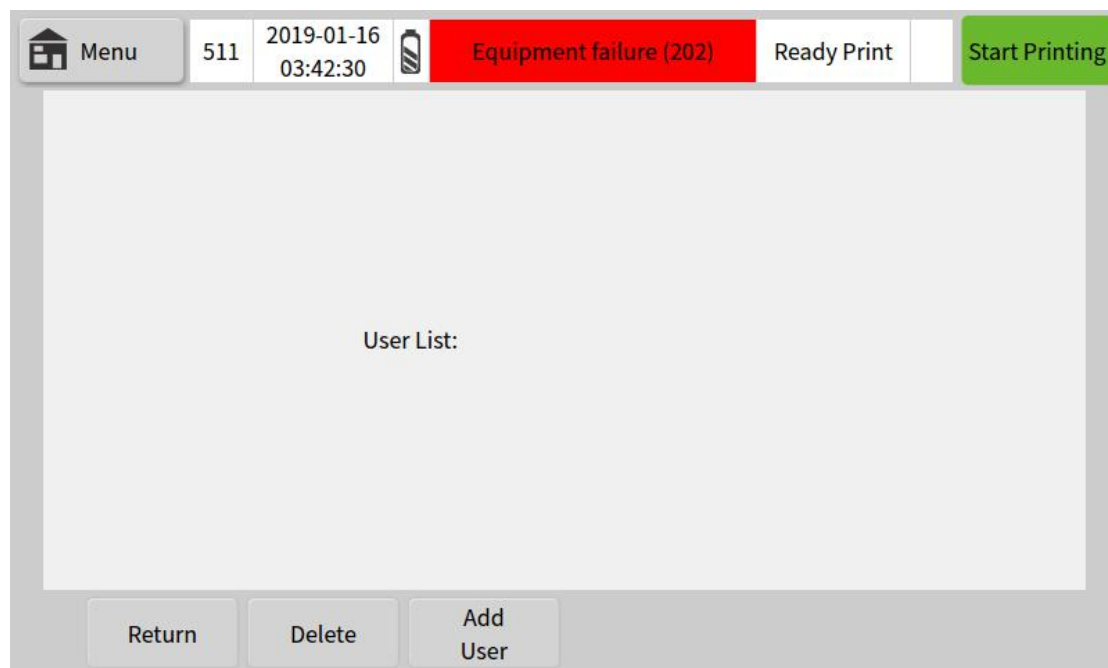 Menu
511
2019-01-16
03:42:30
Equipment failure (202)
Ready Print
Start Printing
User List:
Return
Delete
Add
User